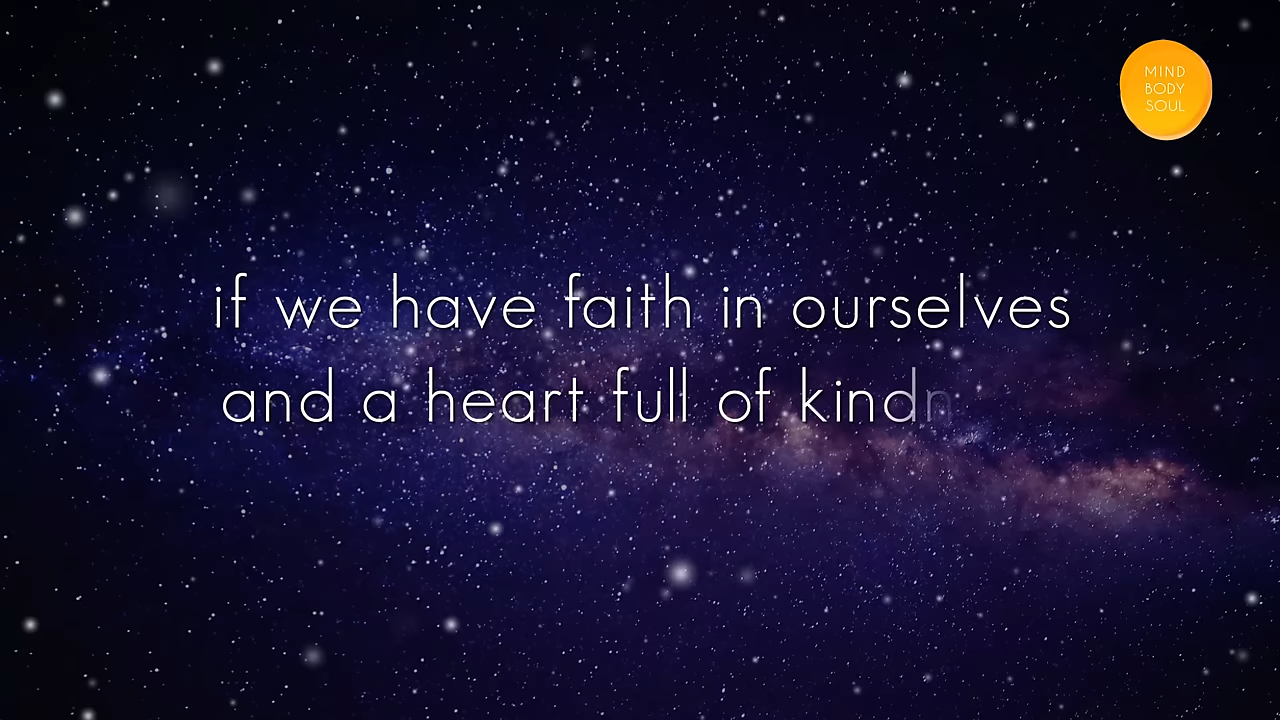 MIND
BODY
SOUL
if we have faith in ourselves
and a heart full of kindn